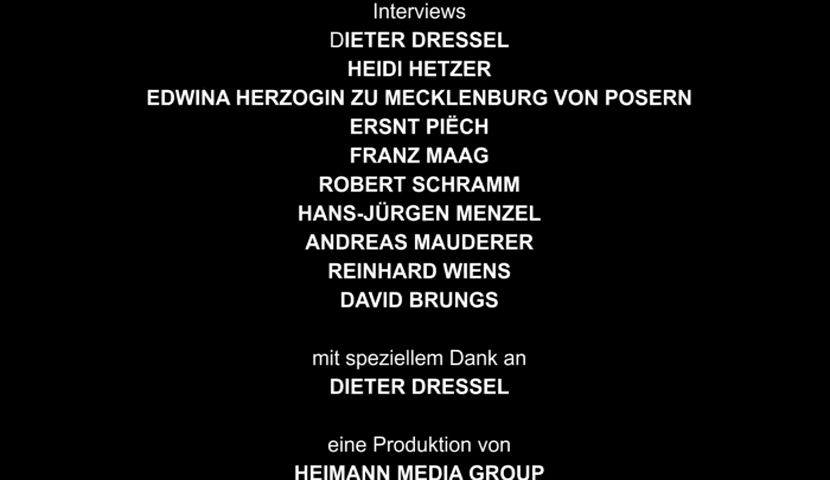 Interviews
DIETER DRESSEL
HEIDI HETZER
EDWINA HERZOGIN ZU MECKLENBURG VON POSERN
ERSNT PIËCH
FRANZ MAAG
ROBERT SCHRAMM
HANS-JÜRGEN MENZEL
ANDREAS MAUDERER
REINHARD WIENS
DAVID BRUNGS
mit speziellem Dank an
DIETER DRESSEL
eine Produktion von
HEIMANN MEDIA GROUP